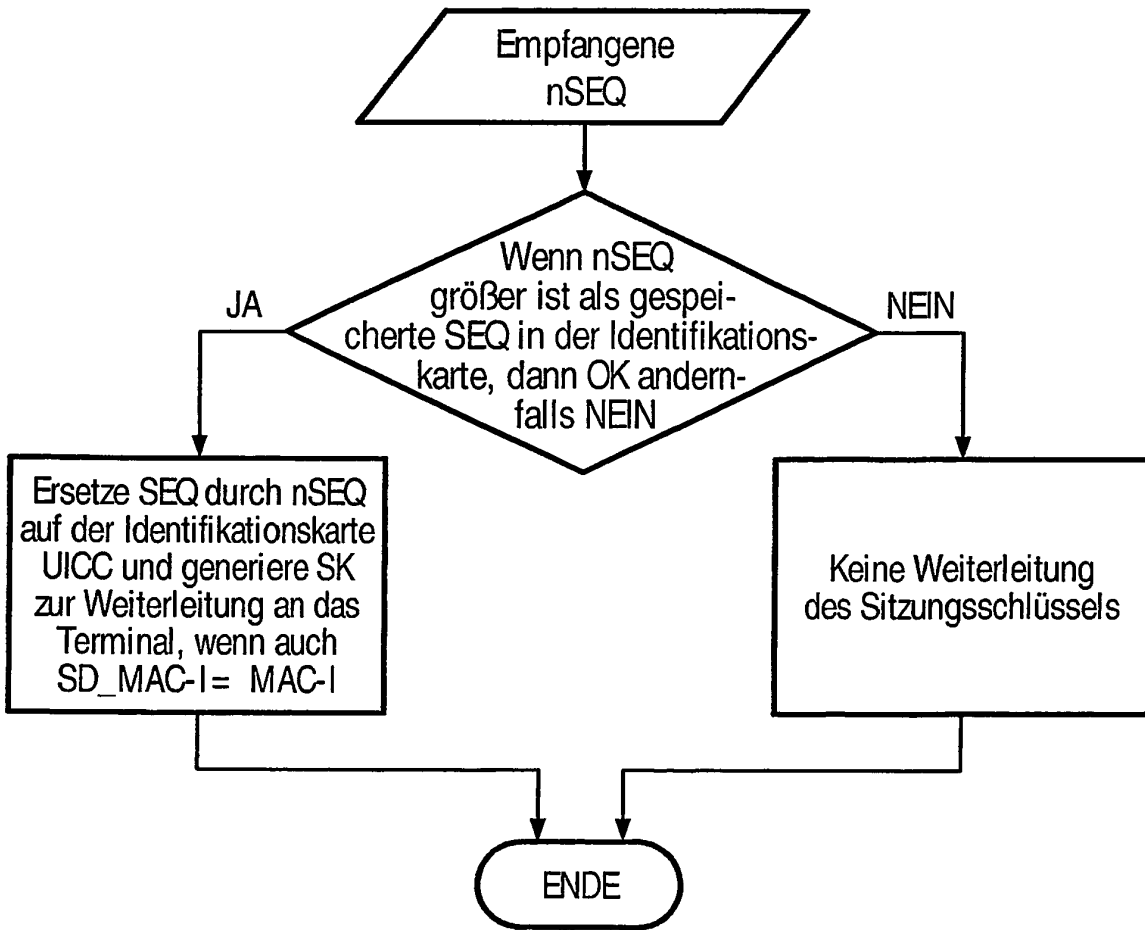 Empfangene
nSEQ
Wenn nSEQ
größer ist als gespei-
cherte SEQ in der Identifikations-
karte, dann OK andern-
falls NEIN
JA
NEIN
Ersetze SEQ durch nSEQ
auf der Identifikationskarte
UICC und generiere SK
zur Weiterleitung an das
Terminal, wenn auch
SD_MAC-I= MAC-I
Keine Weiterleitung
des Sitzungsschlüssels
ENDE